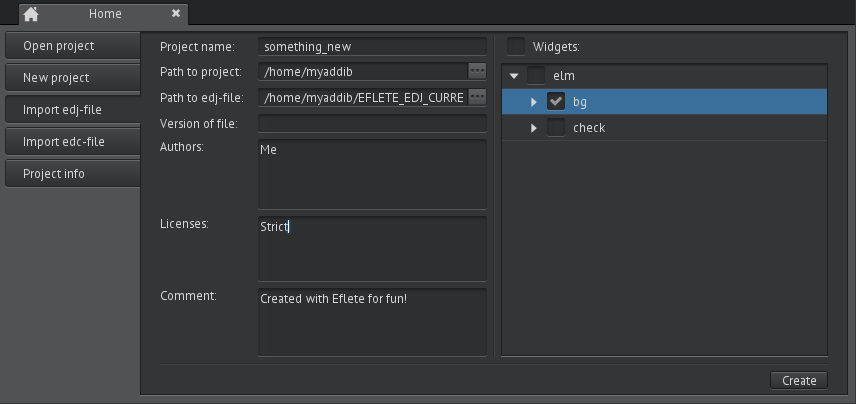 Home
Open project
New project
Import edj-file
Import edc-file
Project info
Project name:
something_new
Path to project:
/home/myaddib
Path to edj-file:
/home/myaddib/EFLETE_EDJ_CURRE
Version of file:
Authors:
Me
Licenses:
Strict
Comment:
Created with Eflete for fun!
Widgets:
elm
bg
check
Create